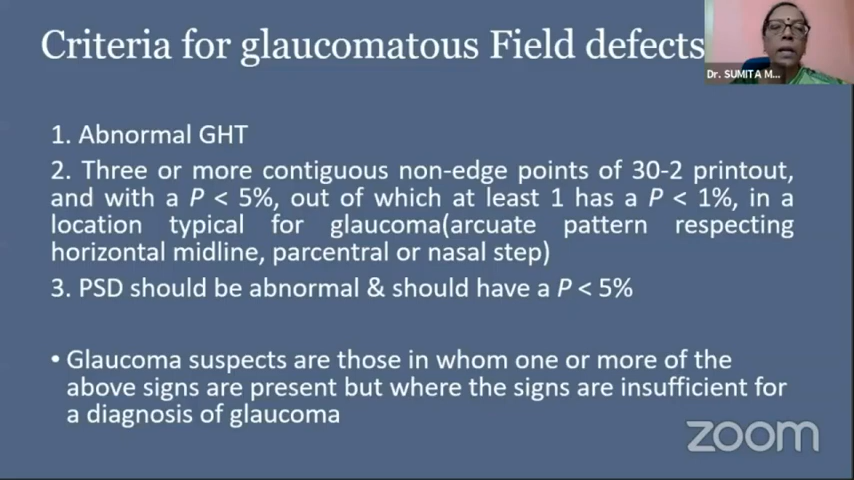 Criteria for glaucomatous Field defects
Dr. SUMITA M...
1. Abnormal GHT
2. Three or more contiguous non-edge points of 30-2 printout,
and with a P < 5%, out of which at least 1 has a P < 1%, in a
location typical for glaucoma(arcuate pattern respecting
horizontal midline, parcentral or nasal step)
3. PSD should be abnormal & should have a P < 5%
• Glaucoma suspects are those in whom one or more of the
above signs are present but where the signs are insufficient for
a diagnosis of glaucoma
zoom